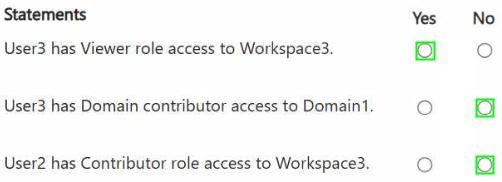 Statements Yes No
User3 has Viewer role access to Workspace3.
User3 has Domain contributor access to Domain1.
User2 has Contributor role access to Workspace3.